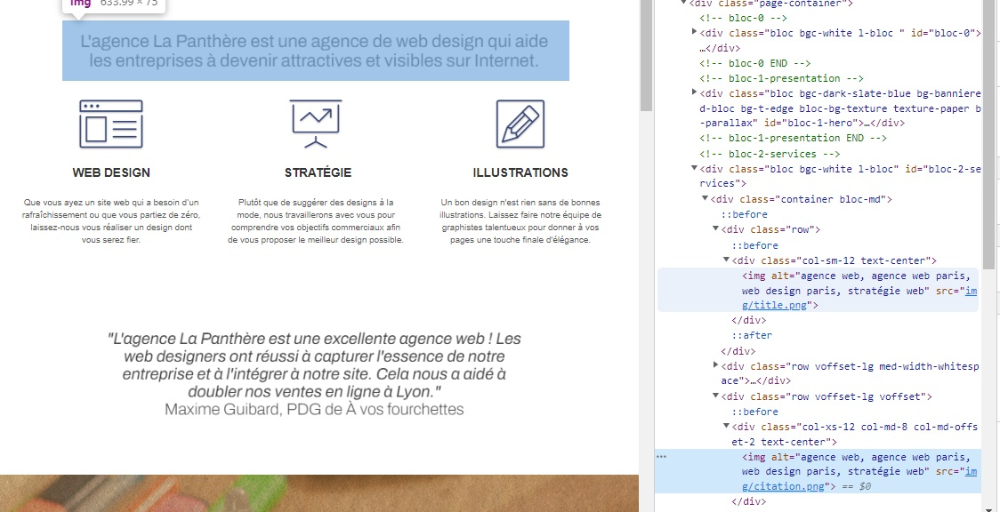 img 633.99 × 75
L'agence La Panthère est une agence de web design qui aide
les entreprises à devenir attractives et visibles sur Internet.
WEB DESIGN
Que vous ayez un site web qui a besoin d'un
rafraîchissement ou que vous partiez de zéro,
laissez-nous vous réaliser un design dont
vous serez fier.
STRATÉGIE
Plutôt que de suggérer des designs à la
mode, nous travaillerons avec vous pour
comprendre vos objectifs commerciaux afin
de vous proposer le meilleur design possible.
ILLUSTRATIONS
Un bon design n'est rien sans de bonnes
illustrations. Laissez faire notre équipe de
graphistes talentueux pour donner à vos
pages une touche finale d'élégance.
"L'agence La Panthère est une excellente agence web ! Les
web designers ont réussi à capturer l'essence de notre
entreprise et à l'intégrer à notre site. Cela nous a aidé à
doubler nos ventes en ligne à Lyon."
Maxime Guibard, PDG de À vos fourchettes
<div class="page-container">
<!-- bloc-0 -->
<div class="bloc bgc-white l-bloc " id="bloc-0">
…</div>
<!-- bloc-0 END -->
<!-- bloc-1-presentation -->
<div class="bloc bgc-dark-slate-blue bg-banniere
d-bloc bg-t-edge bloc-bg-texture texture-paper b
-parallax" id="bloc-1-hero">…</div>
<!-- bloc-1-presentation END -->
<!-- bloc-2-services -->
<div class="bloc bgc-white l-bloc" id="bloc-2-se
rvices">
<div class="container bloc-md">
::before
<div class="row">
::before
<div class="col-sm-12 text-center">
<img alt="agence web, agence web paris,
web design paris, stratégie web" src="im
g/title.png">
</div>
::after
</div>
<div class="row voffset-lg med-width-whitesp
ace">…</div>
<div class="row voffset-lg voffset">
::before
<div class="col-xs-12 col-md-8 col-md-offs
et-2 text-center">
<img alt="agence web, agence web paris,
web design paris, stratégie web" src="im
g/citation.png"> == $0
</div>